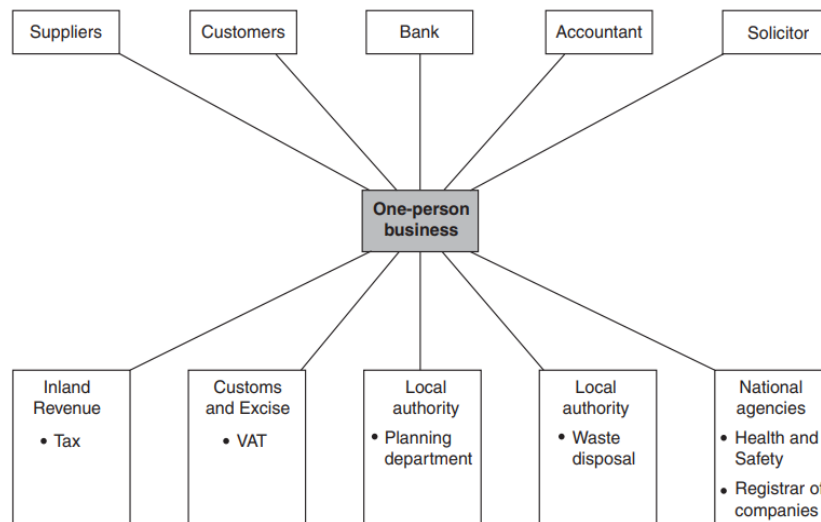 Suppliers
Customers
Bank
Accountant
Solicitor
One-person
business
Inland
Revenue
• Tax
Customs
and Excise
• VAT
Local
authority
• Planning
department
Local
authority
• Waste
disposal
National
agencies
• Health and
Safety
• Registrar of
companies